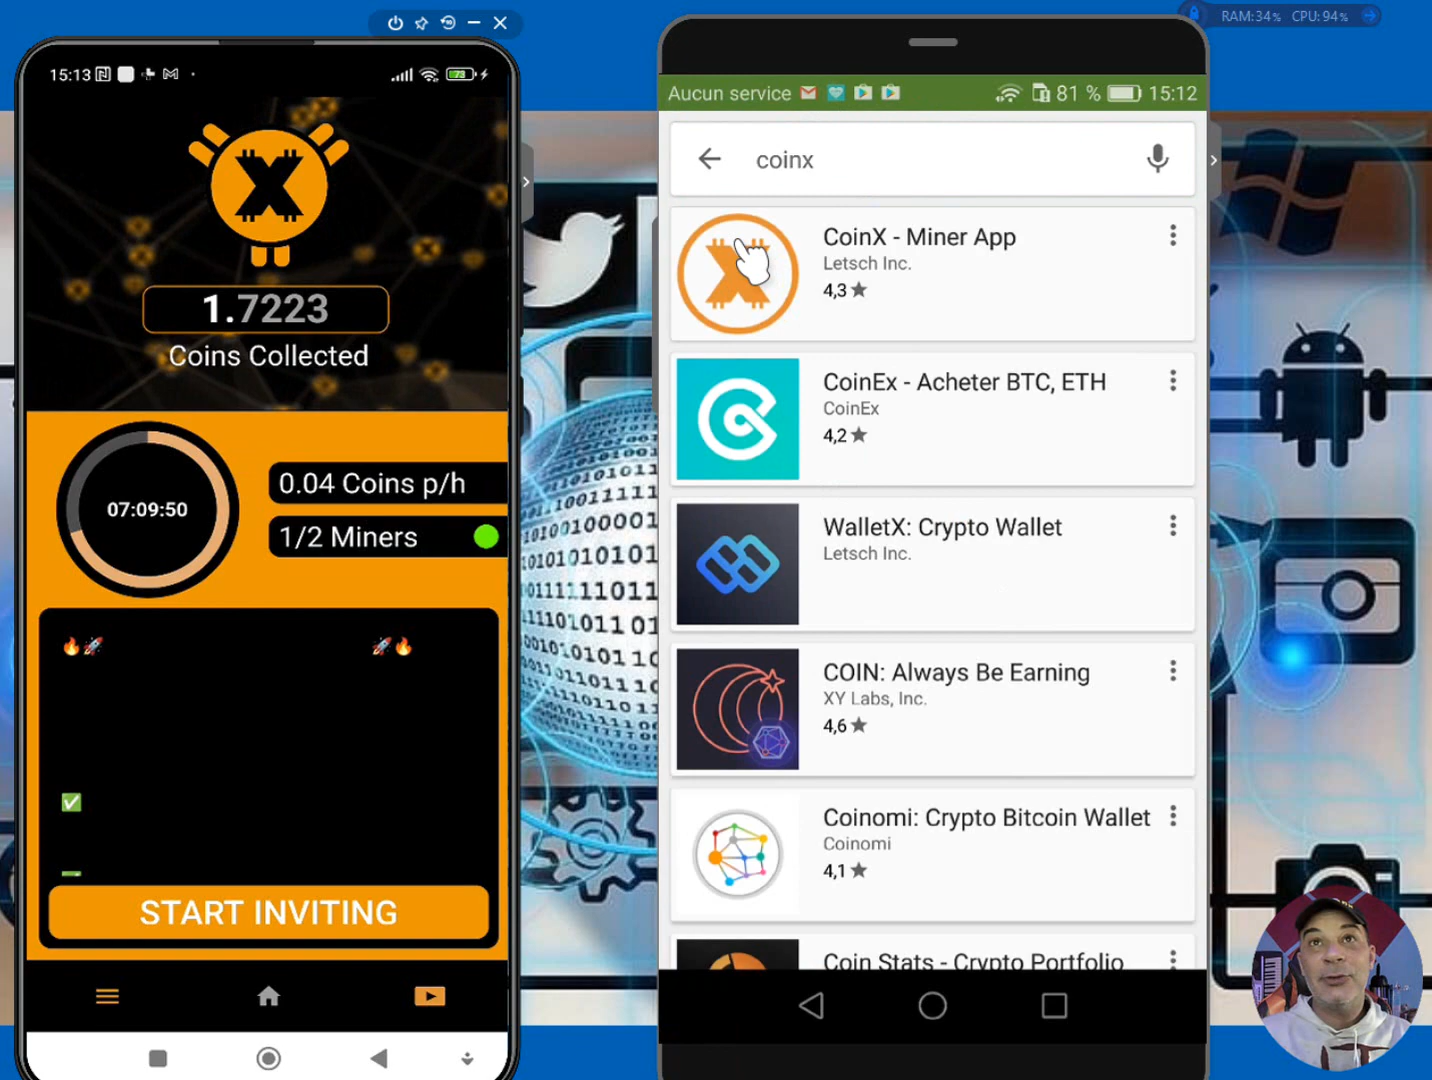 RAM:34% CPU:94%
15:13
73
1.7223
Coins Collected
07:09:50
0.04 Coins p/h
1/2 Miners
START INVITING
Aucun service
81 %
15:12
coinx
CoinX - Miner App
Letsch Inc.
4,3
CoinEx - Acheter BTC, ETH
CoinEx
4,2
WalletX: Crypto Wallet
Letsch Inc.
COIN: Always Be Earning
XY Labs, Inc.
4,6
Coinomi: Crypto Bitcoin Wallet
Coinomi
4,1
Coin Stats - Crypto Portfolio